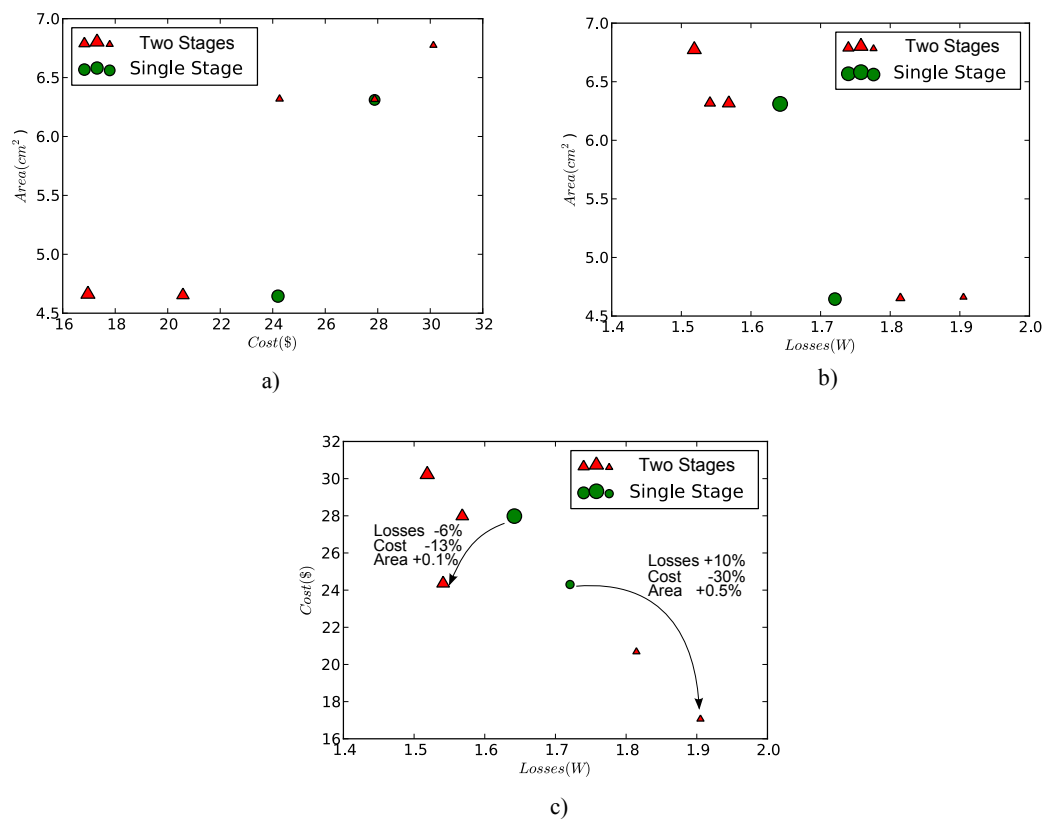 7.0
6.5
6.0
5.5
5.0
4.5
Area(cm²)
16 18 20 22 24 26 28 30 32
Cost($)
Two Stages
Single Stage
a)
7.0
6.5
6.0
5.5
5.0
4.5
Area(cm²)
1.4 1.5 1.6 1.7 1.8 1.9 2.0
Losses(W)
Two Stages
Single Stage
b)
32
30
28
26
24
22
20
18
16
Cost($)
1.4 1.5 1.6 1.7 1.8 1.9 2.0
Losses(W)
Two Stages
Single Stage
Losses -6%
Cost -13%
Area +0.1%
Losses +10%
Cost -30%
Area +0.5%
c)